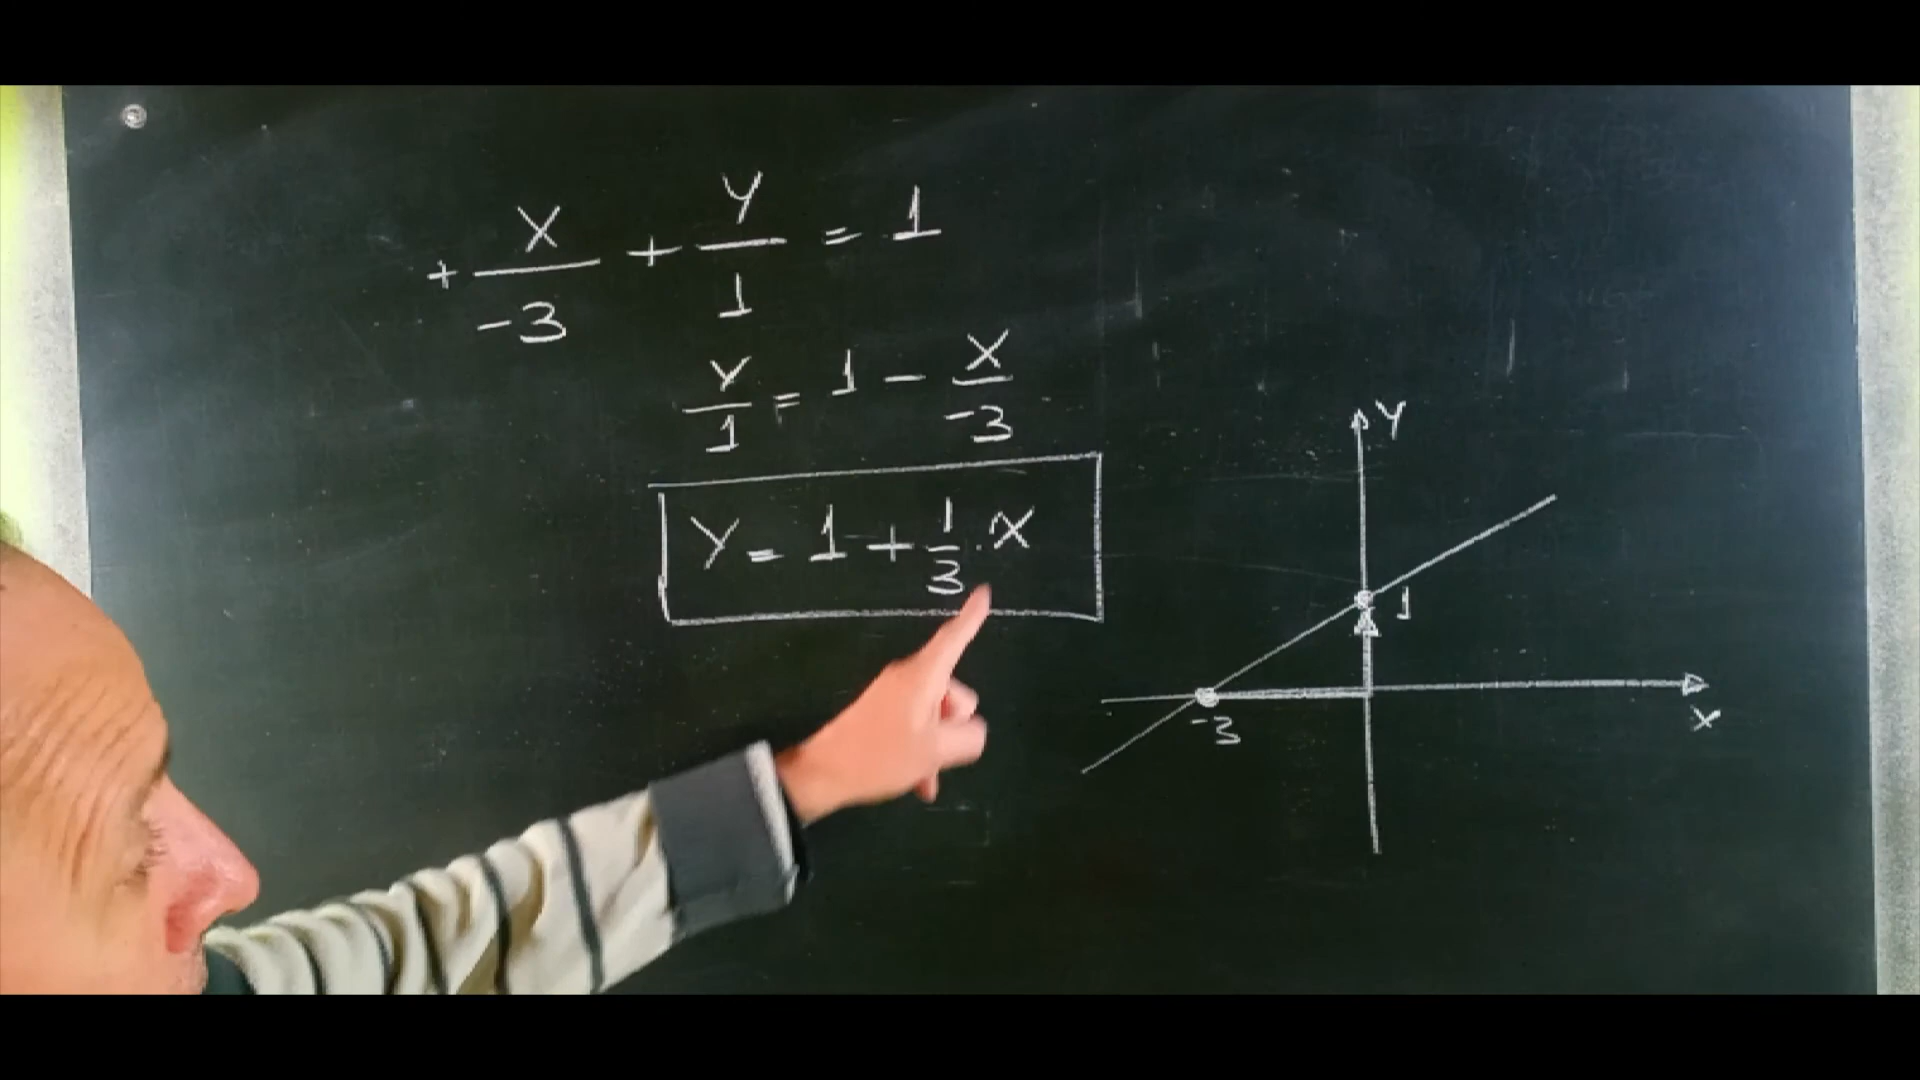 + X/-3 + Y/1 = 1
Y/1 = 1 - X/-3
Y = 1 + 1/3 · X
Y
1
-3
X